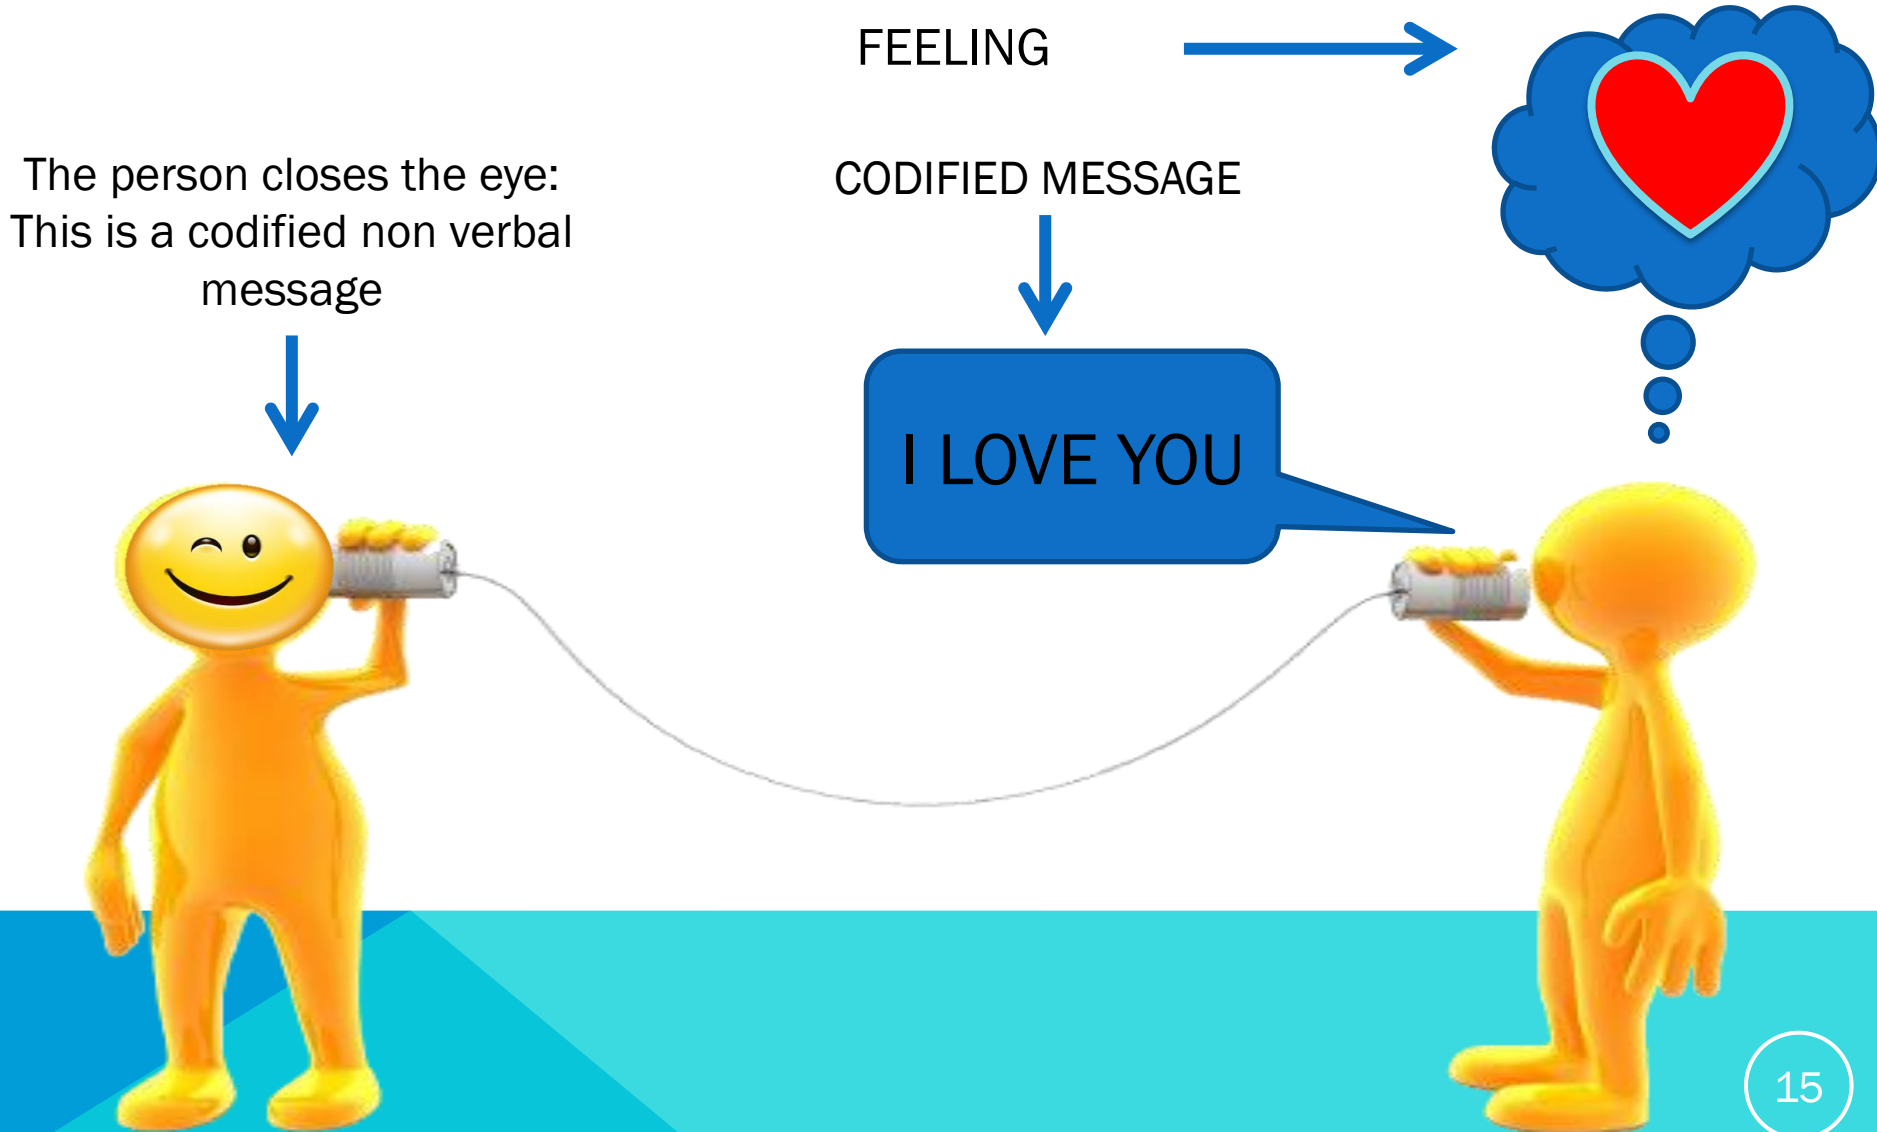 FEELING
The person closes the eye:
This is a codified non verbal
message
CODIFIED MESSAGE
I LOVE YOU
15